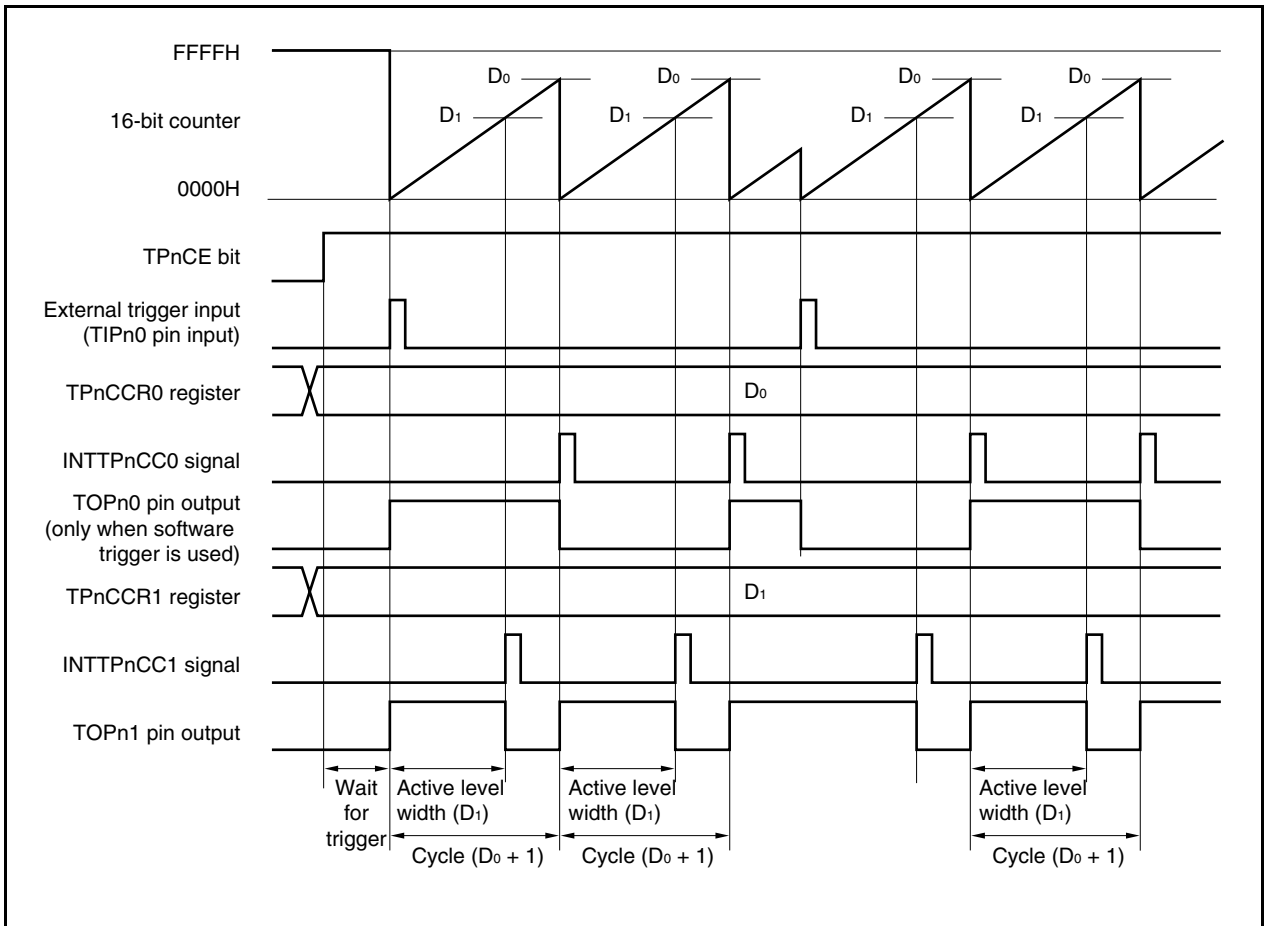 FFFFH
D₀ D₀ D₀ D₀
D₁ D₁ D₁ D₁
16-bit counter
0000H
TPnCE bit
External trigger input
(TIPn0 pin input)
TPnCCR0 register
D₀
INTTPnCC0 signal
TOPn0 pin output
(only when software
trigger is used)
TPnCCR1 register
D₁
INTTPnCC1 signal
TOPn1 pin output
Wait
for
trigger
Active level
width (D₁)
Active level
width (D₁)
Active level
width (D₁)
Cycle (D₀ + 1)
Cycle (D₀ + 1)
Cycle (D₀ + 1)